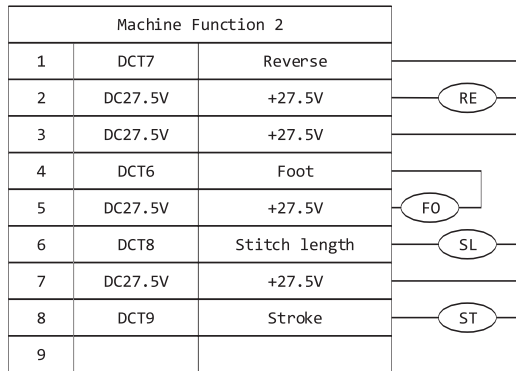 Machine Function 2
1 DCT7 Reverse
2 DC27.5V +27.5V RE
3 DC27.5V +27.5V
4 DCT6 Foot
5 DC27.5V +27.5V FO
6 DCT8 Stitch length SL
7 DC27.5V +27.5V
8 DCT9 Stroke ST
9